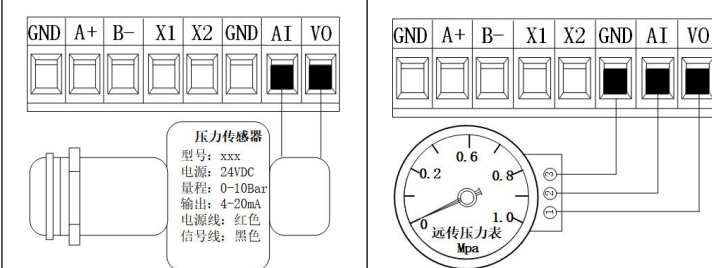 GND A+ B- X1 X2 GND AI VO
压力传感器
型号: xxx
电源: 24VDC
量程: 0-10Bar
输出: 4-20mA
电源线: 红色
信号线: 黑色
GND A+ B- X1 X2 GND AI VO
0.6
0.2
0.8
1.0
0
远传压力表
Mpa
③
②
①